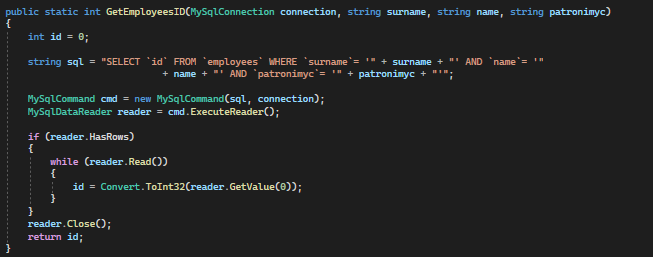 public static int GetEmployeesID(MySqlConnection connection, string surname, string name, string patronimyc)
{
int id = 0;
string sql = "SELECT `id` FROM `employees` WHERE `surname`= '" + surname + "' AND `name`= '"
+ name + "' AND `patronimyc`= '" + patronimyc + "'";
MySqlCommand cmd = new MySqlCommand(sql, connection);
MySqlDataReader reader = cmd.ExecuteReader();
if (reader.HasRows)
{
while (reader.Read())
{
id = Convert.ToInt32(reader.GetValue(0));
}
}
reader.Close();
return id;
}